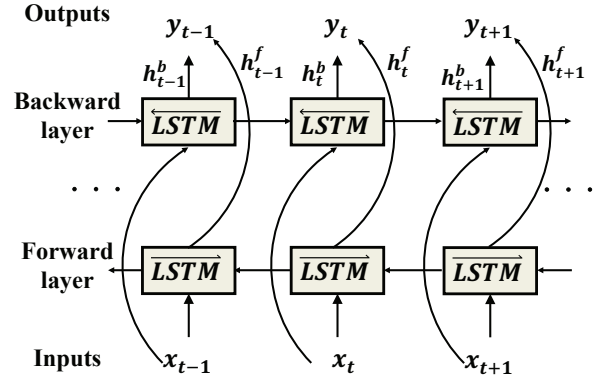 Outputs y_{t-1} y_t y_{t+1}
h^b_{t-1} h^f_{t-1} h^b_t h^f_t h^b_{t+1} h^f_{t+1}
Backward
layer
LSTM LSTM LSTM
. . . . . .
Forward
layer
LSTM LSTM LSTM
Inputs x_{t-1} x_t x_{t+1}